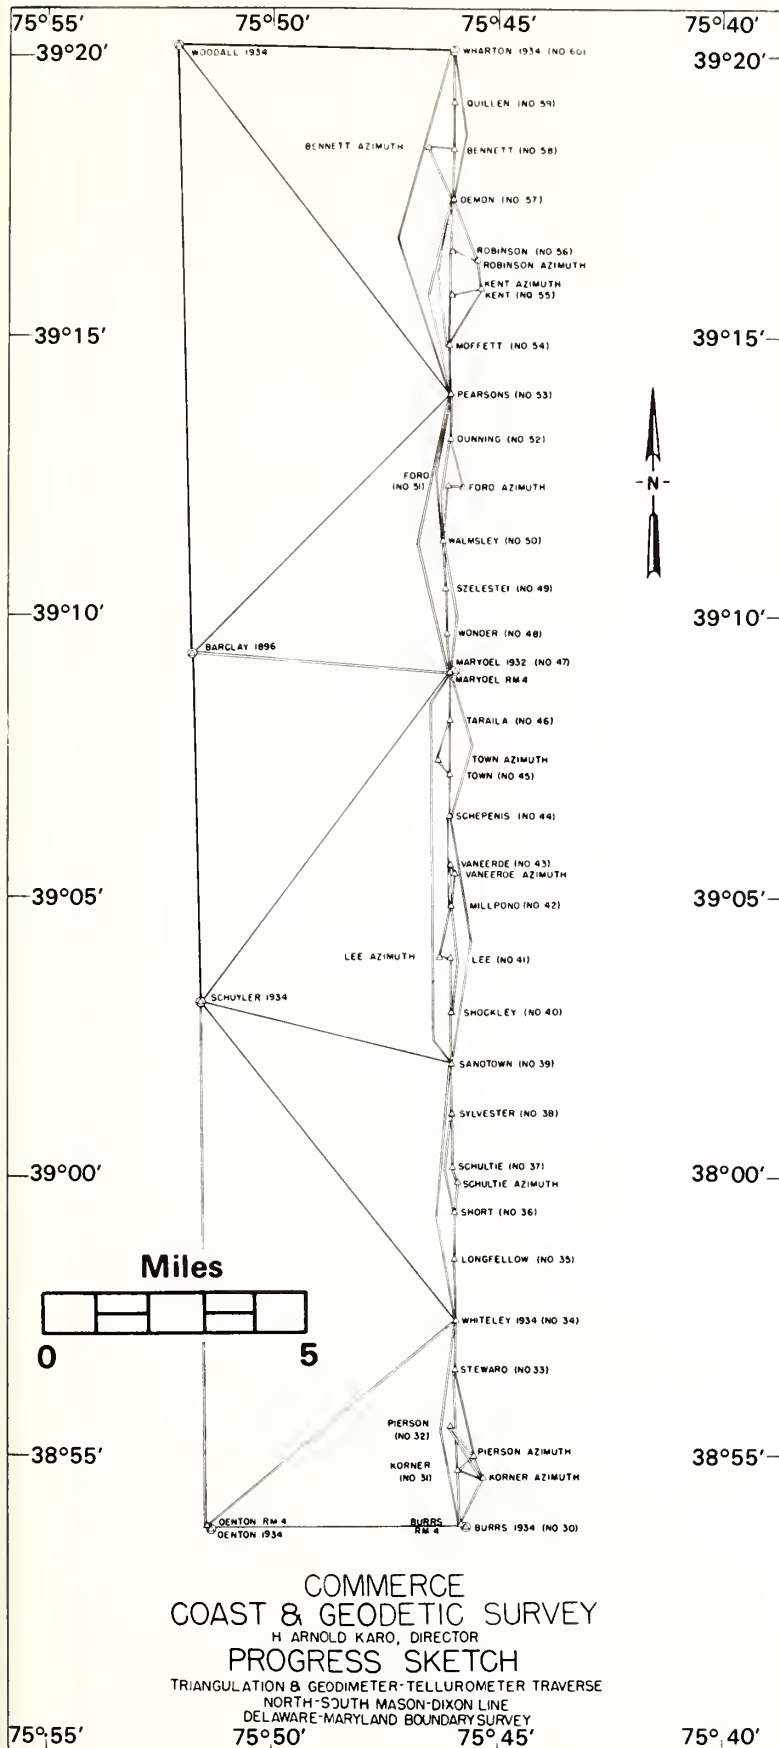 75°55′ 75°50′ 75°45′ 75°40′
39°20′ 39°20′
WOODALL 1934
WHARTON 1934 (NO 60)
QUILLEN (NO 59)
BENNETT AZIMUTH
BENNETT (NO 58)
DEMON (NO 57)
ROBINSON (NO 56)
ROBINSON AZIMUTH
KENT AZIMUTH
KENT (NO 55)
39°15′ 39°15′
MOFFETT (NO 54)
PEARSONS (NO 53)
DUNNING (NO 52)
FORD
(NO 51)
FORD AZIMUTH
-N-
WALMSLEY (NO 50)
SZELESTEI (NO 49)
39°10′ 39°10′
WONDER (NO 48)
BARCLAY 1896
MARYDEL 1932 (NO 47)
MARYDEL RM 4
TARAILA (NO 46)
TOWN AZIMUTH
TOWN (NO 45)
SCHEPENIS (NO 44)
VANEERDE (NO 43)
VANEERDE AZIMUTH
39°05′ 39°05′
MILLPOND (NO 42)
LEE AZIMUTH
LEE (NO 41)
SCHUYLER 1934
SHOCKLEY (NO 40)
SANDTOWN (NO 39)
SYLVESTER (NO 38)
SCHULTIE (NO 37)
39°00′ 38°00′
SCHULTIE AZIMUTH
SHORT (NO 36)
LONGFELLOW (NO 35)
Miles
0 5
WHITELEY 1934 (NO 34)
STEWARD (NO 33)
PIERSON
(NO 32)
PIERSON AZIMUTH
38°55′ 38°55′
KORNER
(NO 31)
KORNER AZIMUTH
DENTON RM 4
DENTON 1934
BURRS
RM 4
BURRS 1934 (NO 30)
COMMERCE
COAST & GEODETIC SURVEY
H ARNOLD KARO, DIRECTOR
PROGRESS SKETCH
TRIANGULATION & GEODIMETER-TELLUROMETER TRAVERSE
NORTH-SOUTH MASON-DIXON LINE
DELAWARE-MARYLAND BOUNDARY SURVEY
75°55′ 75°50′ 75°45′ 75°40′